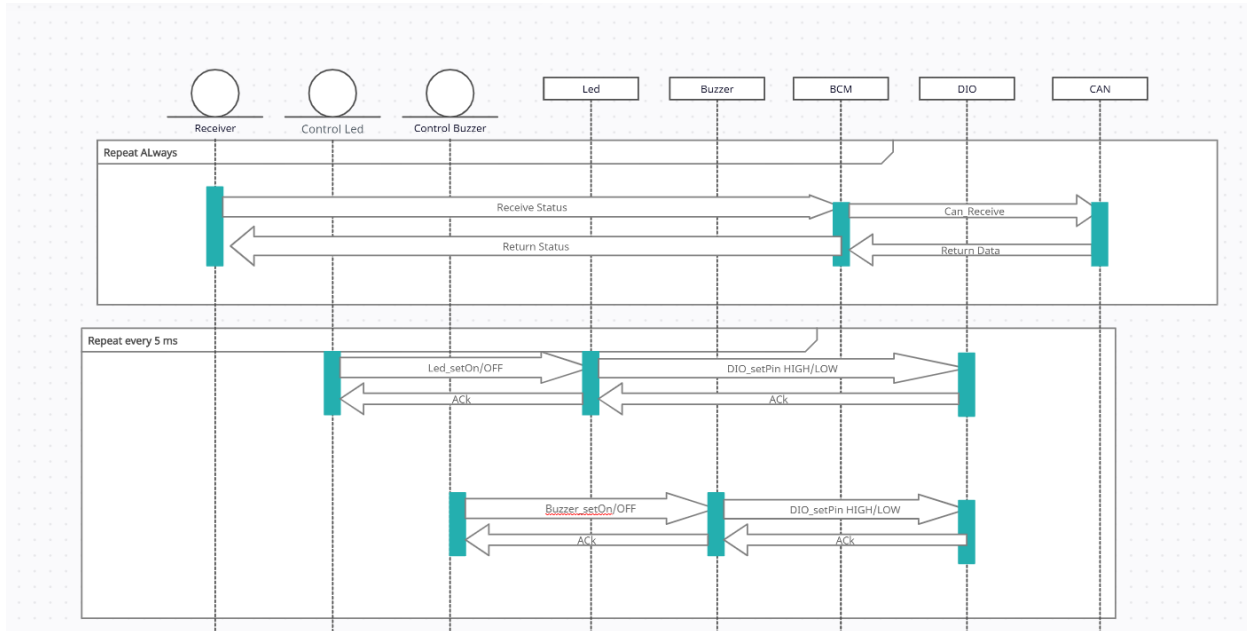 Led
Buzzer
BCM
DIO
CAN
Receiver
Control Led
Control Buzzer
Repeat ALways
Receive Status
Can_Receive
Return Status
Return Data
Repeat every 5 ms
Led_setOn/OFF
DIO_setPin HIGH/LOW
ACk
ACk
Buzzer_setOn/OFF
DIO_setPin HIGH/LOW
ACk
ACk